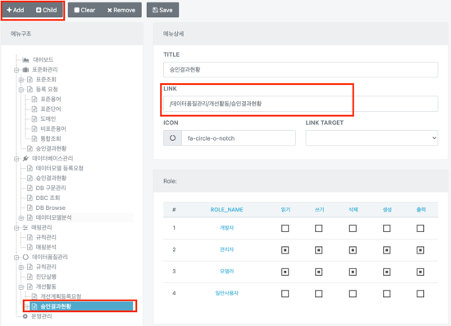 Add Child Clear Remove Save
메뉴구조
대쉬보드
표준화관리
표준조회
등록 요청
표준용어
표준단어
도메인
비표준용어
통합조회
승인결과현황
데이터베이스관리
데이터모델 등록요청
승인결과현황
DB 구문관리
DBC 조회
DB Browse
데이터모델분석
매핑관리
규칙관리
매핑분석
데이터품질관리
규칙관리
진단실행
개선활동
개선계획등록요청
승인결과현황
운영관리
메뉴상세
TITLE
승인결과현황
LINK
/데이터품질관리/개선활동/승인결과현황
ICON LINK TARGET
fa-circle-o-notch
Role:
# ROLE_NAME 읽기 쓰기 삭제 생성 출력
1 개발자
2 관리자
3 모델러
4 일반사용자